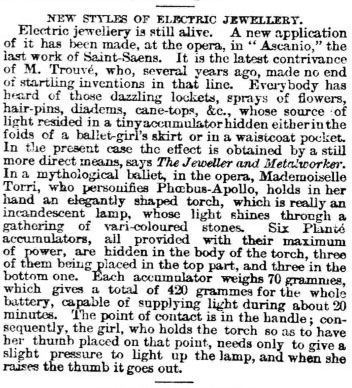 NEW STYLES OF ELECTRIC JEWELLERY.
Electric jewellery is still alive. A new application
of it has been made, at the opera, in "Ascanio," the
last work of Saint-Saens. It is the latest contrivance
of M. Trouvé, who, several years ago, made no end
of startling inventions in that line. Everybody has
heard of those dazzling lockets, sprays of flowers,
hair-pins, diadems, cane-tops, &c., whose source of
light resided in a tiny accumulator hidden either in the
folds of a ballet-girl's skirt or in a waistcoat pocket.
In the present case the effect is obtained by a still
more direct means, says The Jeweller and Metalworker.
In a mythological ballet, in the opera, Mademoiselle
Torri, who personifies Phœbus-Apollo, holds in her
hand an elegantly shaped torch, which is really an
incandescent lamp, whose light shines through a
gathering of vari-coloured stones. Six Planté
accumulators, all provided with their maximum
of power, are hidden in the body of the torch, three
of them being placed in the top part, and three in the
bottom one. Each accumulator weighs 70 grammes,
which gives a total of 420 grammes for the whole
battery, capable of supplying light during about 20
minutes. The point of contact is in the handle; con-
sequently, the girl, who holds the torch so as to have
her thumb placed on that point, needs only to give a
slight pressure to light up the lamp, and when she
raises the thumb it goes out.